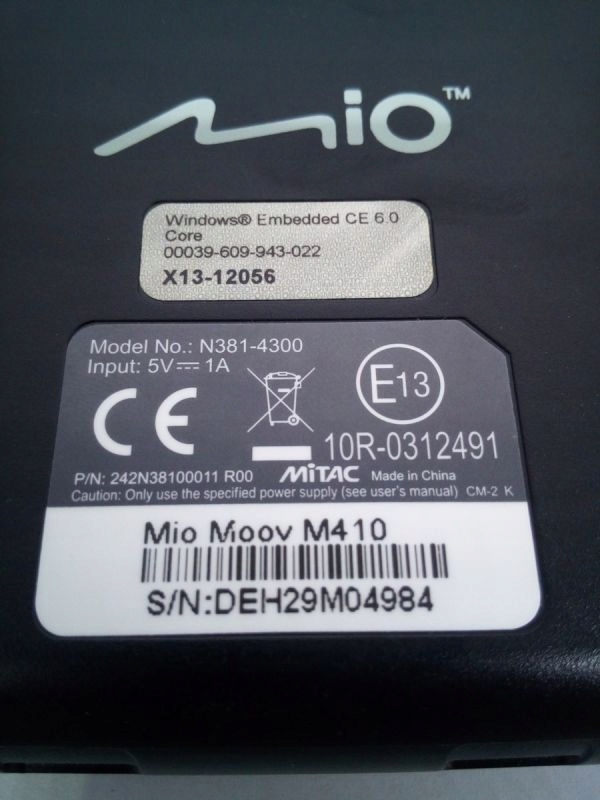 Mio™
Windows® Embedded CE 6.0
Core
00039-609-943-022
X13-12056
Model No.: N381-4300
Input: 5V⎓1A
CE
E13
10R-0312491
P/N: 242N38100011 R00 MiTAC Made in China
Caution: Only use the specified power supply (see user's manual) CM-2 K
Mio Moov M410
S/N:DEH29M04984